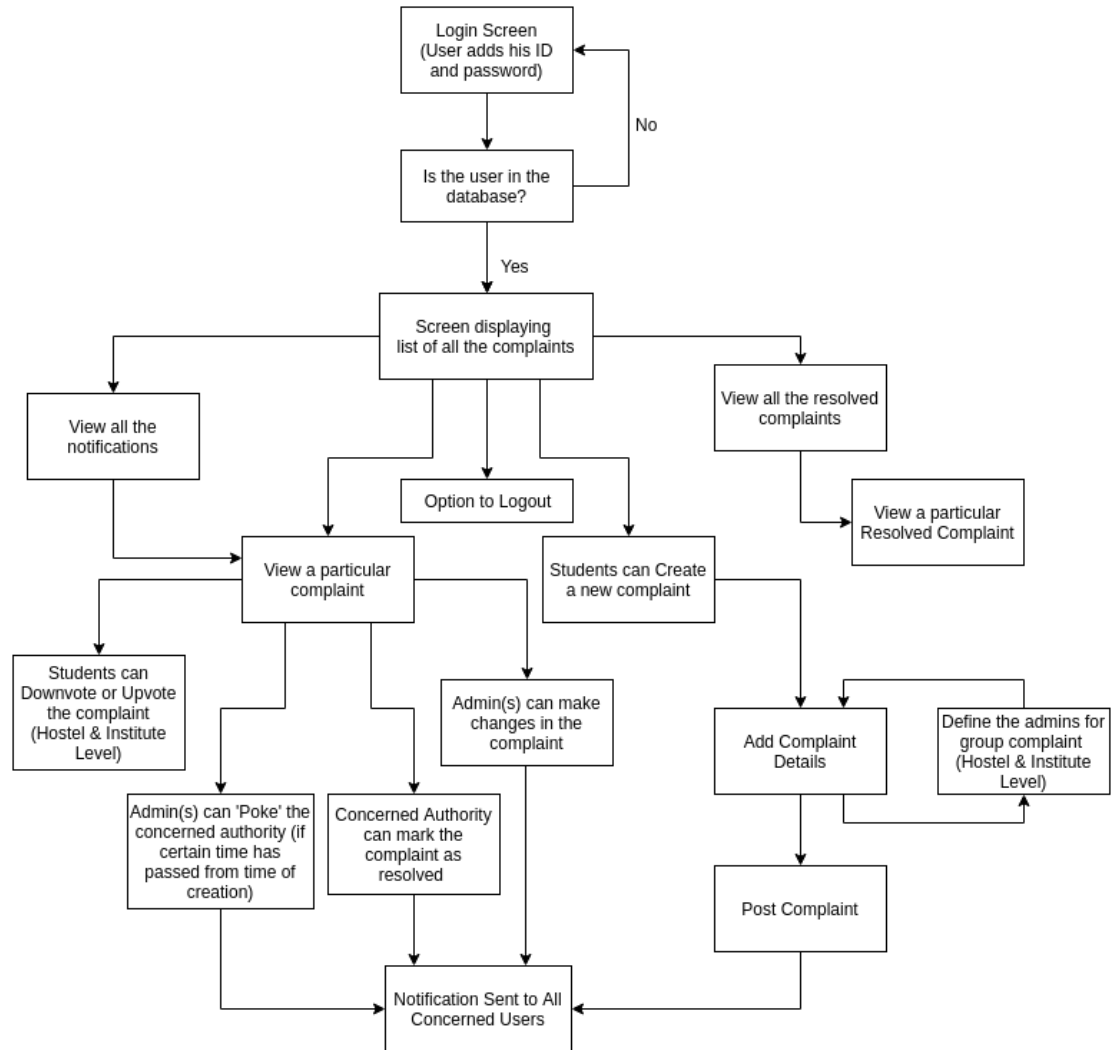 Login Screen
(User adds his ID
and password)
No
Is the user in the
database?
Yes
Screen displaying
list of all the complaints
View all the
notifications
View all the resolved
complaints
Option to Logout
View a particular
Resolved Complaint
View a particular
complaint
Students can Create
a new complaint
Students can
Downvote or Upvote
the complaint
(Hostel & Institute
Level)
Admin(s) can make
changes in the
complaint
Add Complaint
Details
Define the admins for
group complaint
(Hostel & Institute
Level)
Admin(s) can 'Poke' the
concerned authority (if
certain time has
passed from time of
creation)
Concerned Authority
can mark the
complaint as
resolved
Post Complaint
Notification Sent to All
Concerned Users